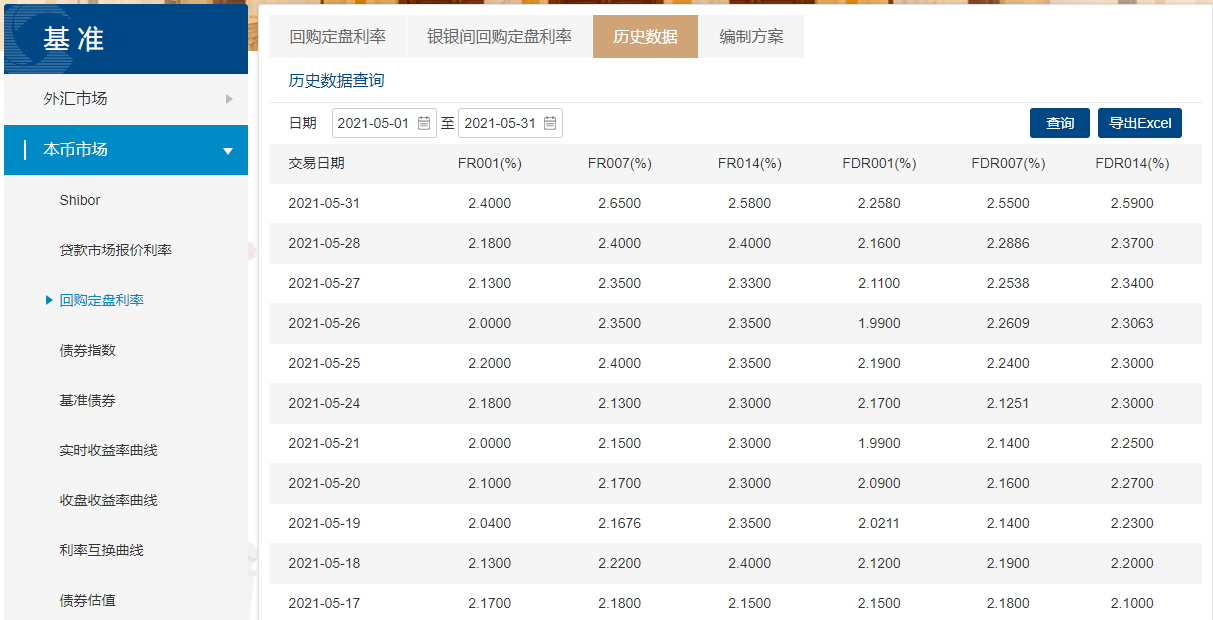 基准
外汇市场
本币市场
Shibor
贷款市场报价利率
回购定盘利率
债券指数
基准债券
实时收益率曲线
收盘收益率曲线
利率互换曲线
债券估值
回购定盘利率 银银间回购定盘利率 历史数据 编制方案
历史数据查询
日期 2021-05-01 至 2021-05-31 查询 导出Excel
交易日期 FR001(%) FR007(%) FR014(%) FDR001(%) FDR007(%) FDR014(%)
2021-05-31 2.4000 2.6500 2.5800 2.2580 2.5500 2.5900
2021-05-28 2.1800 2.4000 2.4000 2.1600 2.2886 2.3700
2021-05-27 2.1300 2.3500 2.3300 2.1100 2.2538 2.3400
2021-05-26 2.0000 2.3500 2.3500 1.9900 2.2609 2.3063
2021-05-25 2.2000 2.4000 2.3500 2.1900 2.2400 2.3000
2021-05-24 2.1800 2.1300 2.3000 2.1700 2.1251 2.3000
2021-05-21 2.0000 2.1500 2.3000 1.9900 2.1400 2.2500
2021-05-20 2.1000 2.1700 2.3000 2.0900 2.1600 2.2700
2021-05-19 2.0400 2.1676 2.3500 2.0211 2.1400 2.2300
2021-05-18 2.1300 2.2200 2.4000 2.1200 2.1900 2.2000
2021-05-17 2.1700 2.1800 2.1500 2.1500 2.1800 2.1000